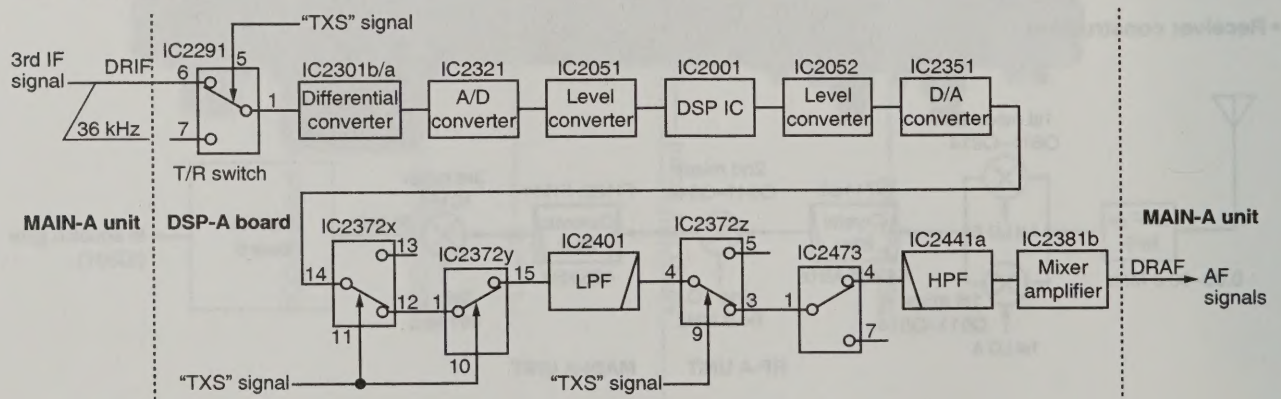 "TXS" signal
IC2291
3rd IF
signal
DRIF
5
6
1
7
36 kHz
T/R switch
IC2301b/a
Differential
converter
IC2321
A/D
converter
IC2051
Level
converter
IC2001
DSP IC
IC2052
Level
converter
IC2351
D/A
converter
MAIN-A unit
DSP-A board
MAIN-A unit
IC2372x
13
14
12
11
IC2372y
15
1
10
IC2401
LPF
IC2372z
5
4
3
9
IC2473
4
1
7
IC2441a
HPF
IC2381b
Mixer
amplifier
DRAF
AF
signals
"TXS" signal
"TXS" signal